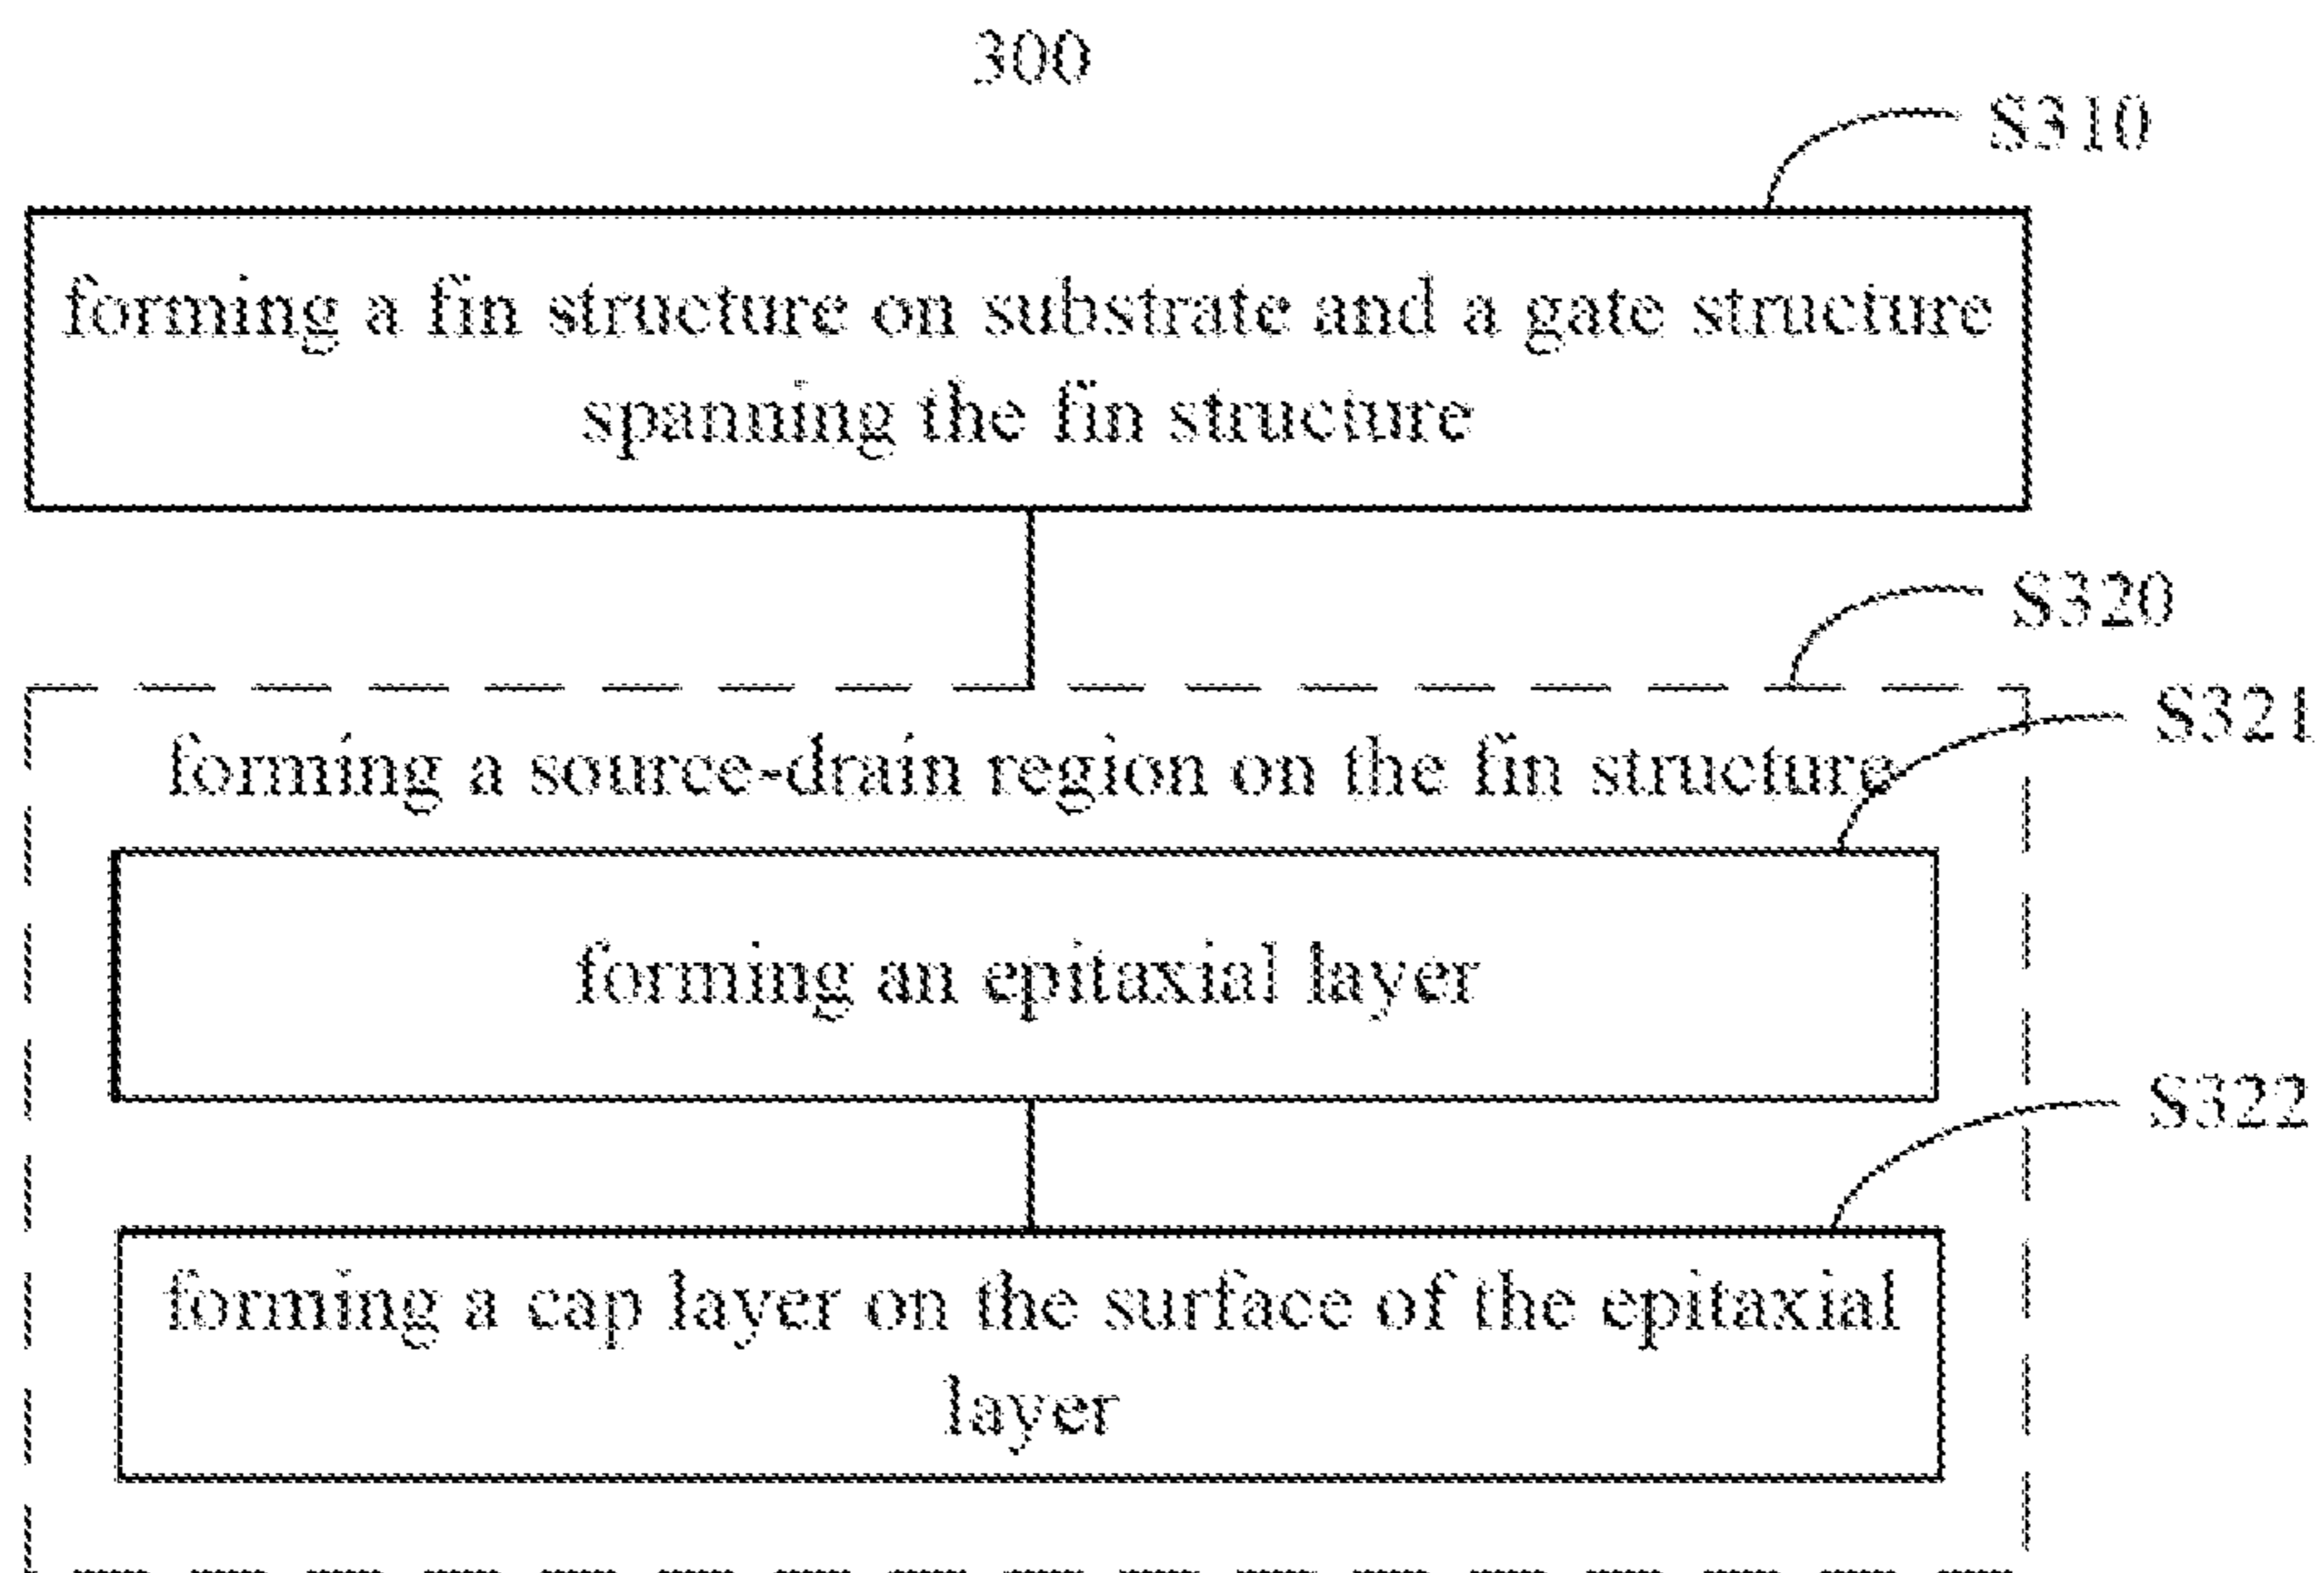 300
S310
forming a fin structure on substrate and a gate structure
spanning the fin structure
S320
S321
forming a source-drain region on the fin structure
forming an epitaxial layer
S322
forming a cap layer on the surface of the epitaxial
layer